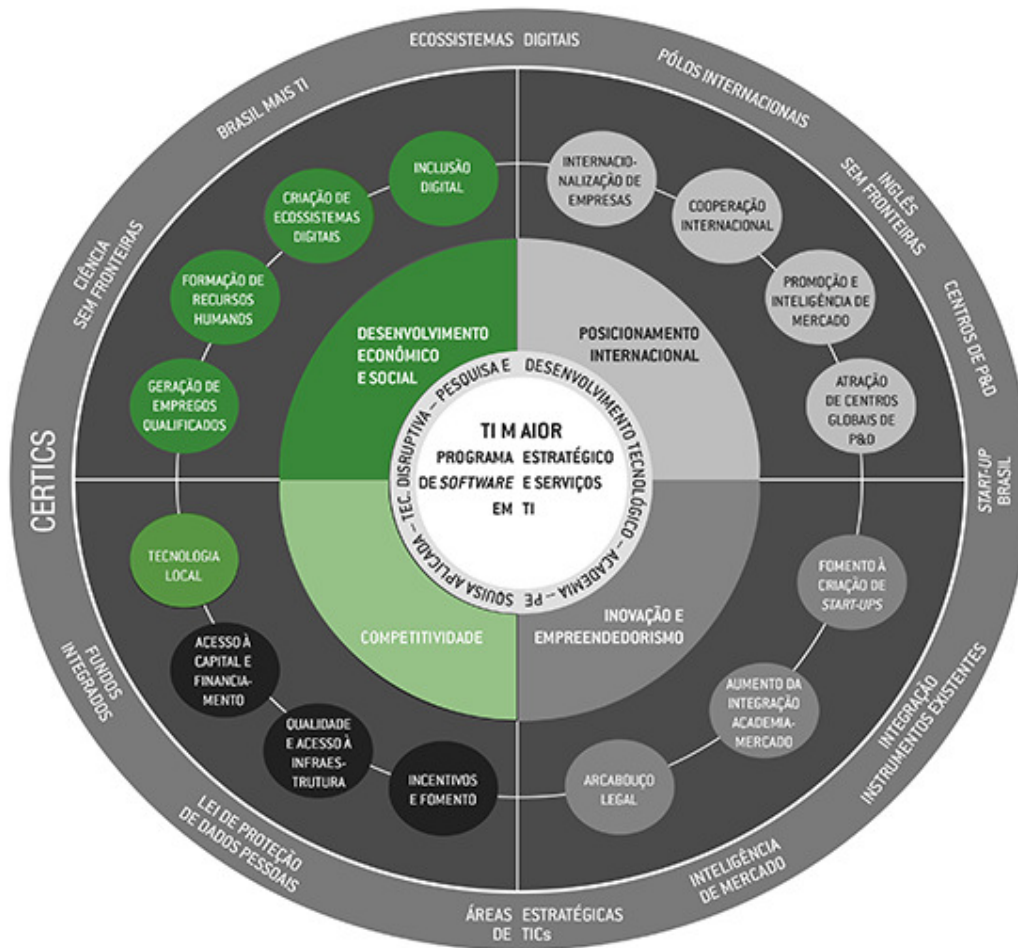 ECOSSISTEMAS DIGITAIS
PÓLOS INTERNACIONAIS
INGLÊS
SEM FRONTEIRAS
CENTROS DE P&D
START-UP
BRASIL
INTEGRAÇÃO
INSTRUMENTOS EXISTENTES
INTELIGÊNCIA
DE MERCADO
ÁREAS ESTRATÉGICAS
DE TICs
LEI DE PROTEÇÃO
DE DADOS PESSOAIS
FUNDOS
INTEGRADOS
CERTICS
CIÊNCIA
SEM FRONTEIRAS
BRASIL MAIS TI
INCLUSÃO
DIGITAL
CRIAÇÃO DE
ECOSSISTEMAS
DIGITAIS
FORMAÇÃO DE
RECURSOS
HUMANOS
GERAÇÃO DE
EMPREGOS
QUALIFICADOS
INTERNACIO-
NALIZAÇÃO DE
EMPRESAS
COOPERAÇÃO
INTERNACIONAL
PROMOÇÃO E
INTELIGÊNCIA DE
MERCADO
ATRAÇÃO
DE CENTROS
GLOBAIS DE
P&D
FOMENTO À
CRIAÇÃO DE
START-UPS
AUMENTO DA
INTEGRAÇÃO
ACADEMIA-
MERCADO
ARCABOUÇO
LEGAL
TECNOLOGIA
LOCAL
ACESSO À
CAPITAL E
FINANCIA-
MENTO
QUALIDADE
E ACESSO À
INFRAES-
TRUTURA
INCENTIVOS
E FOMENTO
DESENVOLVIMENTO
ECONÔMICO
E SOCIAL
POSICIONAMENTO
INTERNACIONAL
COMPETITIVIDADE
INOVAÇÃO E
EMPREENDEDORISMO
SQUISA APLICADA – TEC. DISRUPTIVA – PESQUISA E DESENVOLVIMENTO TECNOLÓGICO – ACADEMIA – PE
TI MAIOR
PROGRAMA ESTRATÉGICO
DE SOFTWARE E SERVIÇOS
EM TI